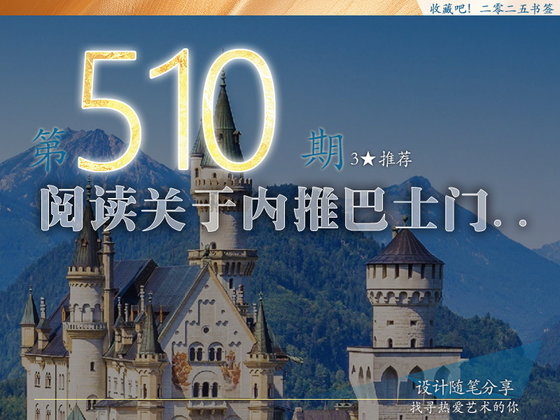 收藏吧！二零二五书签
第510期
3★推荐
阅读关于内推巴士门..
设计随笔分享
找寻热爱艺术的你